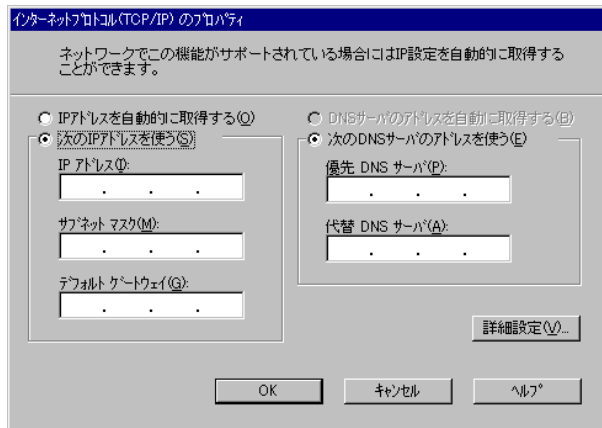 インターネットプロトコル(TCP/IP) のプロパティ
ネットワークでこの機能がサポートされている場合にはIP設定を自動的に取得する
ことができます。
IPアドレスを自動的に取得する(O)
次のIPアドレスを使う(S)
IP アドレス(I):
. . .
サブネット マスク(M):
. . .
デフォルト ゲートウェイ(G):
. . .
DNSサーバのアドレスを自動に取得する(B)
次のDNSサーバのアドレスを使う(E)
優先 DNS サーバ(P):
. . .
代替 DNS サーバ(A):
. . .
詳細設定(V)...
OK
キャンセル
ヘルプ